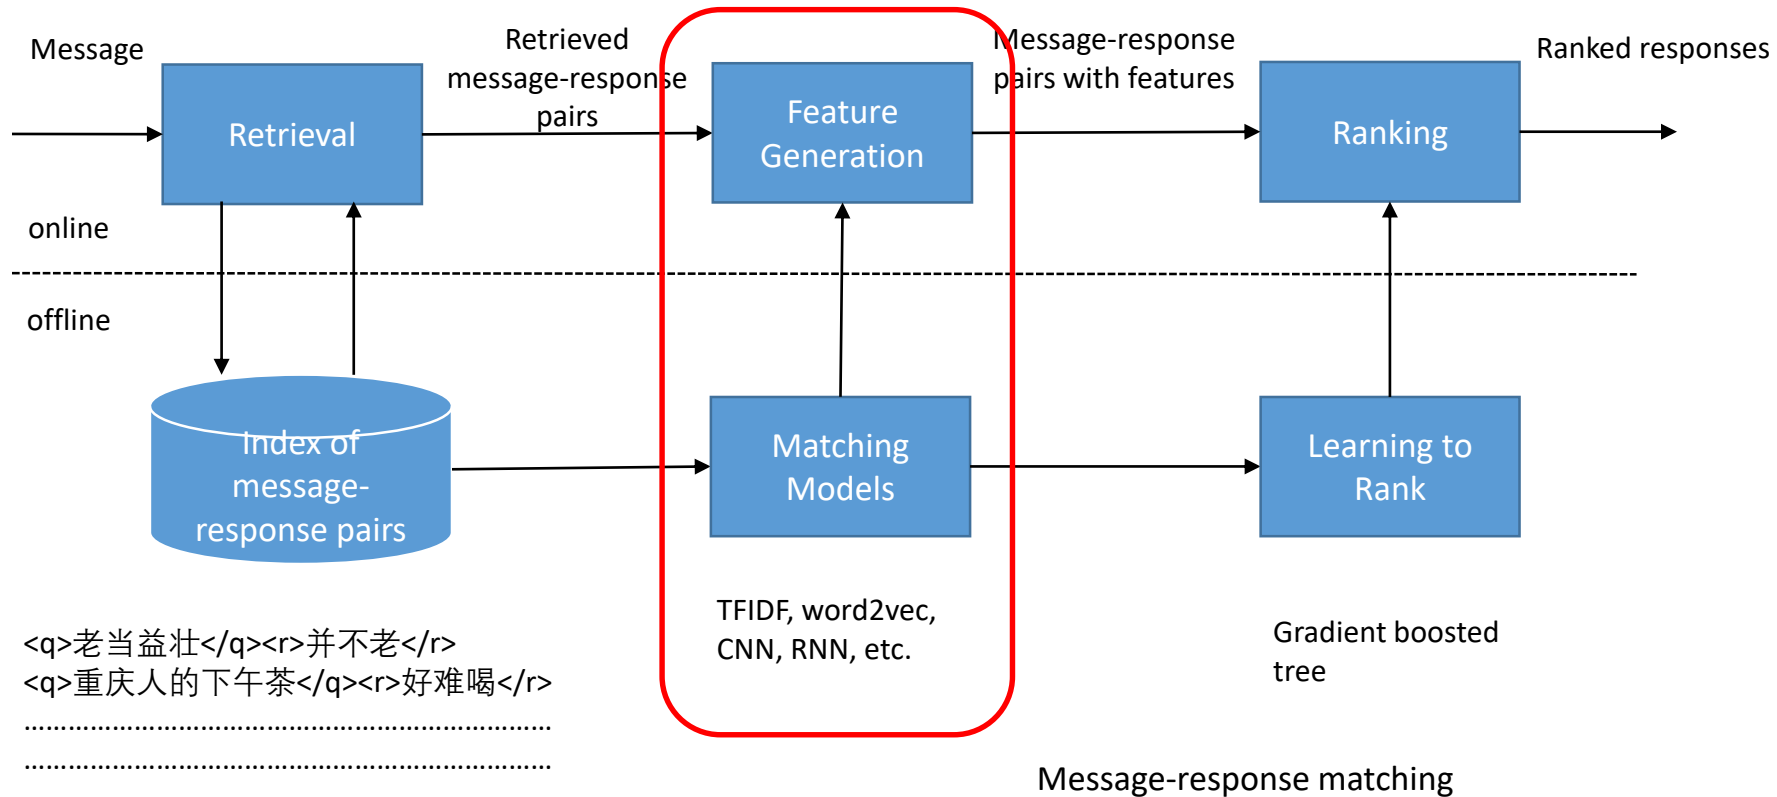 Message
Retrieved
message-response
pairs
Message-response
pairs with features
Ranked responses
Retrieval
Feature
Generation
Ranking
online
offline
Index of
message-
response pairs
Matching
Models
Learning to
Rank
TFIDF, word2vec,
CNN, RNN, etc.
Gradient boosted
tree
<q>老当益壮</q><r>并不老</r>
<q>重庆人的下午茶</q><r>好难喝</r>
………………………………………………………………
………………………………………………………………
Message-response matching